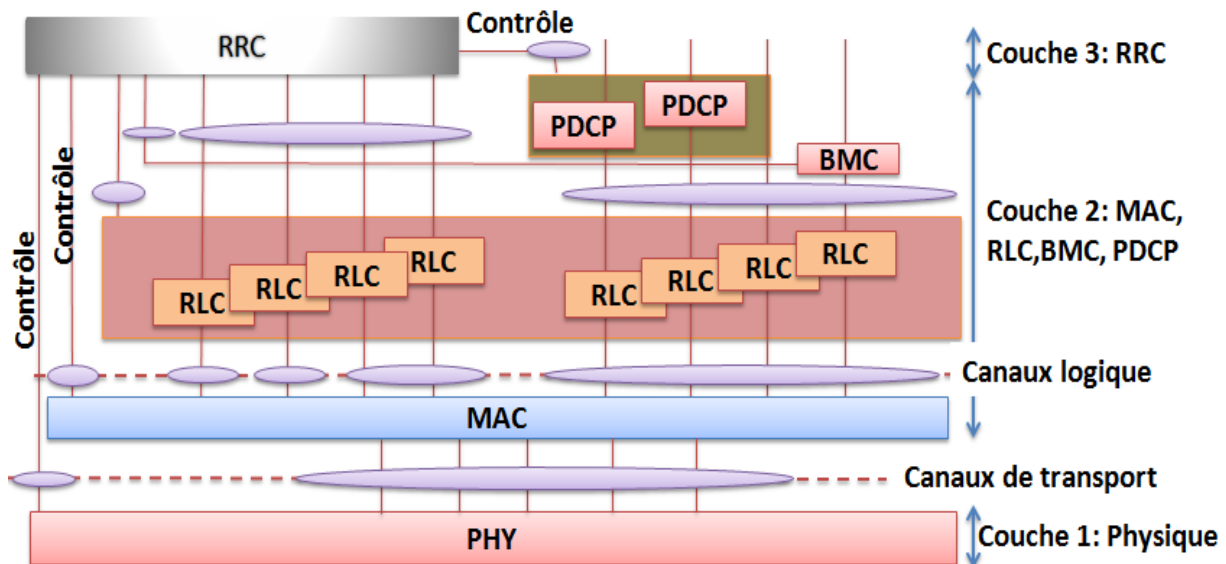 RRC
Contrôle
Couche 3: RRC
PDCP
PDCP
BMC
Contrôle
Contrôle
Couche 2: MAC,
RLC,BMC, PDCP
RLC
RLC
RLC
RLC
RLC
RLC
RLC
RLC
Canaux logique
MAC
Canaux de transport
PHY
Couche 1: Physique